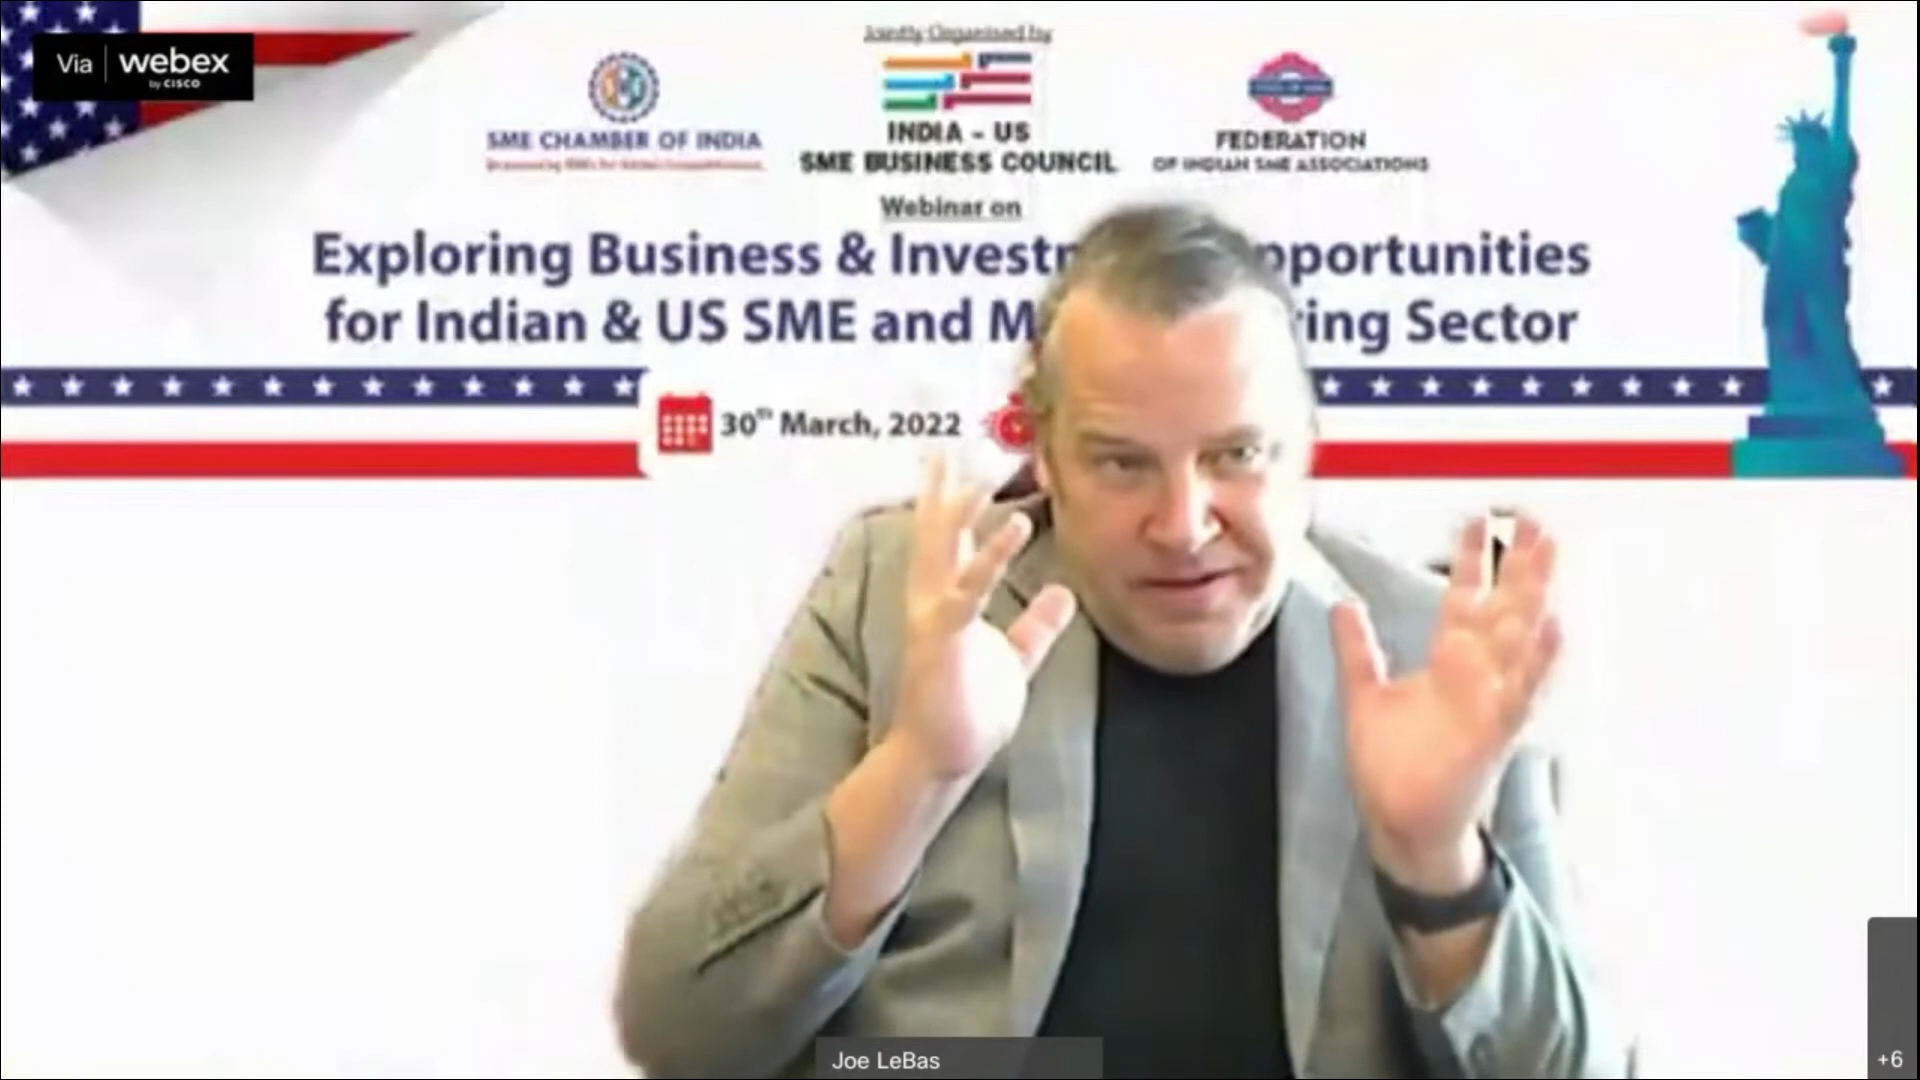 Via webex
by CISCO
Jointly Organised by
SME CHAMBER OF INDIA
INDIA - US
SME BUSINESS COUNCIL
FEDERATION
OF INDIAN SME ASSOCIATIONS
Webinar on
Exploring Business & Invest pportunities
for Indian & US SME and M ring Sector
30th March, 2022
Joe LeBas
+6